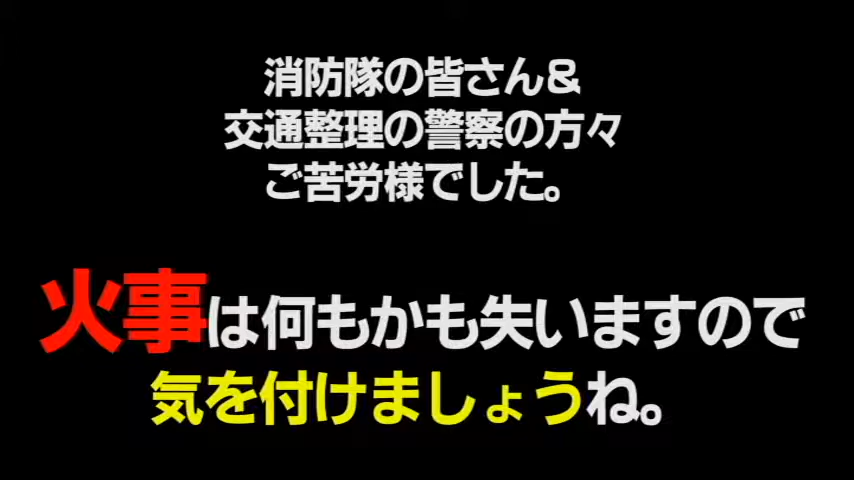 消防隊の皆さん&
交通整理の警察の方々
ご苦労様でした。
火事は何もかも失いますので
気を付けましょうね。